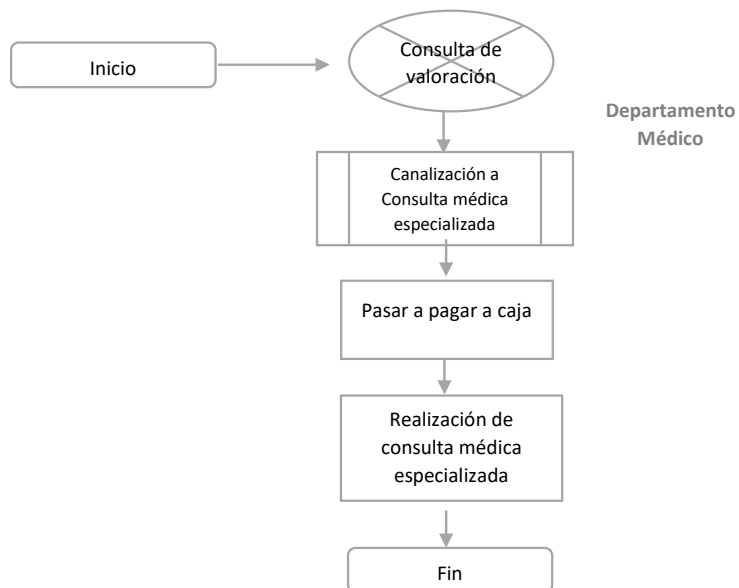 Inicio
Consulta de
valoración
Departamento
Médico
Canalización a
Consulta médica
especializada
Pasar a pagar a caja
Realización de
consulta médica
especializada
Fin